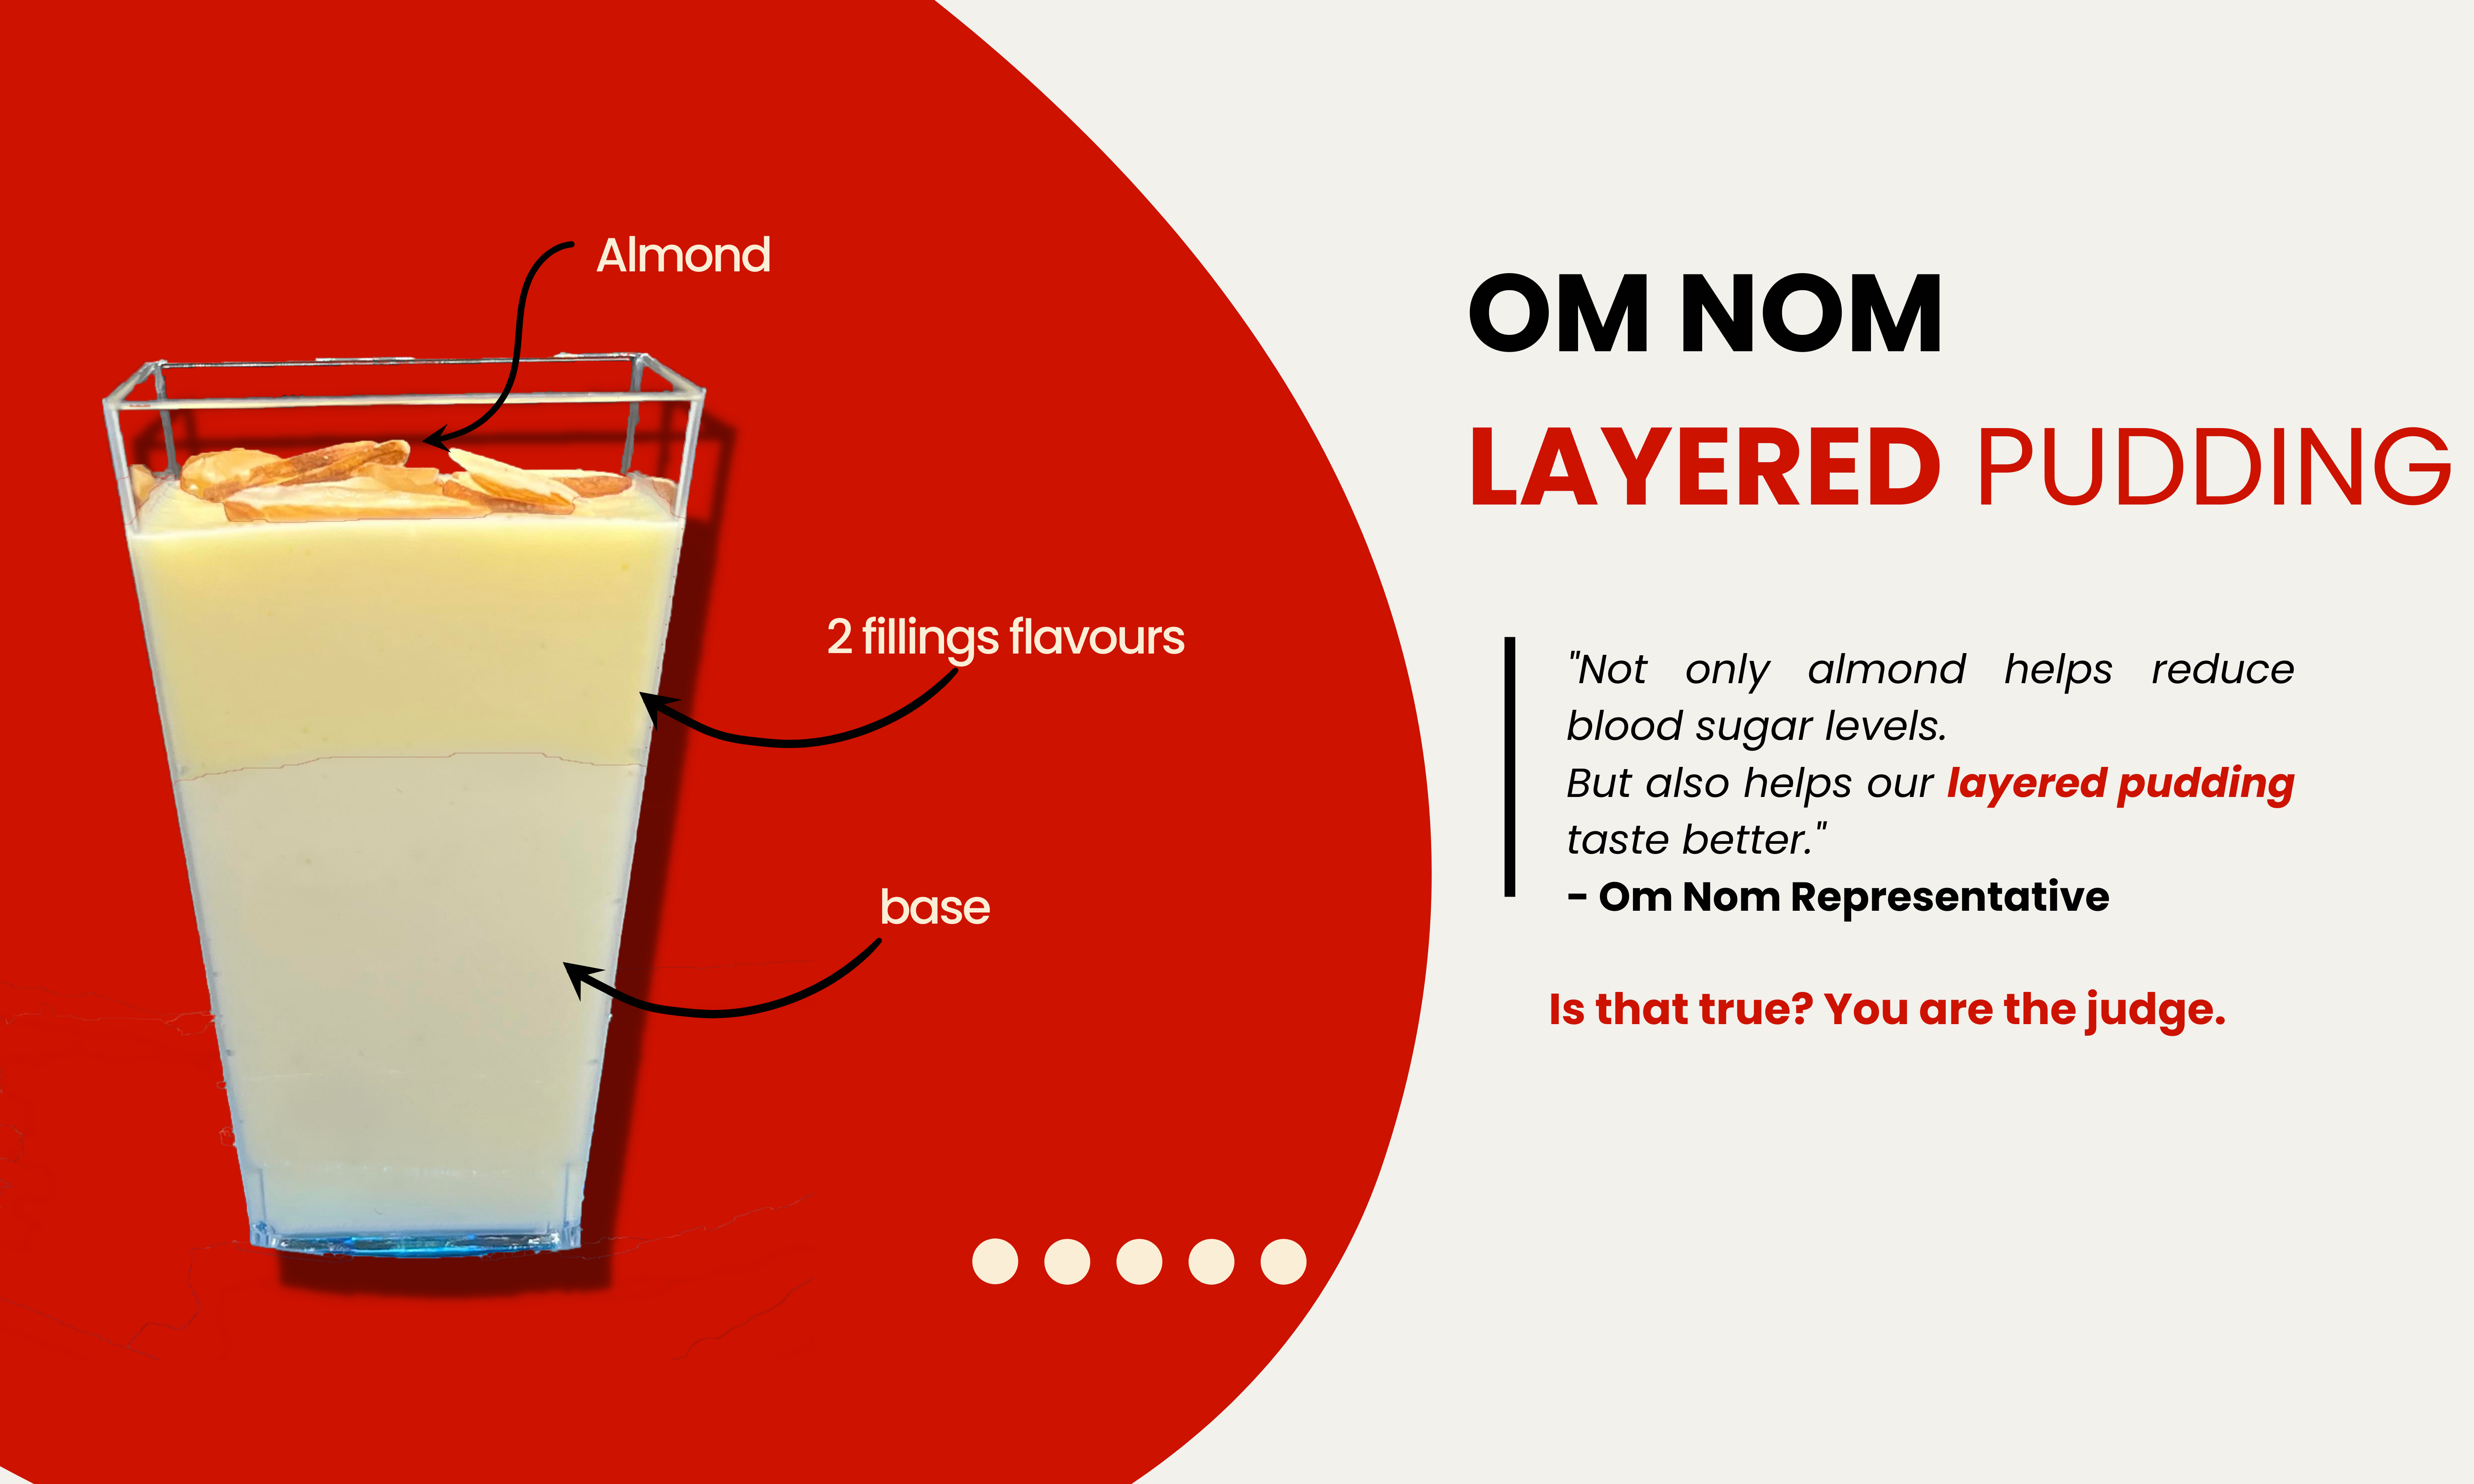 Almond
2 fillings flavours
base
OM NOM
LAYERED PUDDING
"Not only almond helps reduce
blood sugar levels.
But also helps our layered pudding
taste better."
- Om Nom Representative
Is that true? You are the judge.